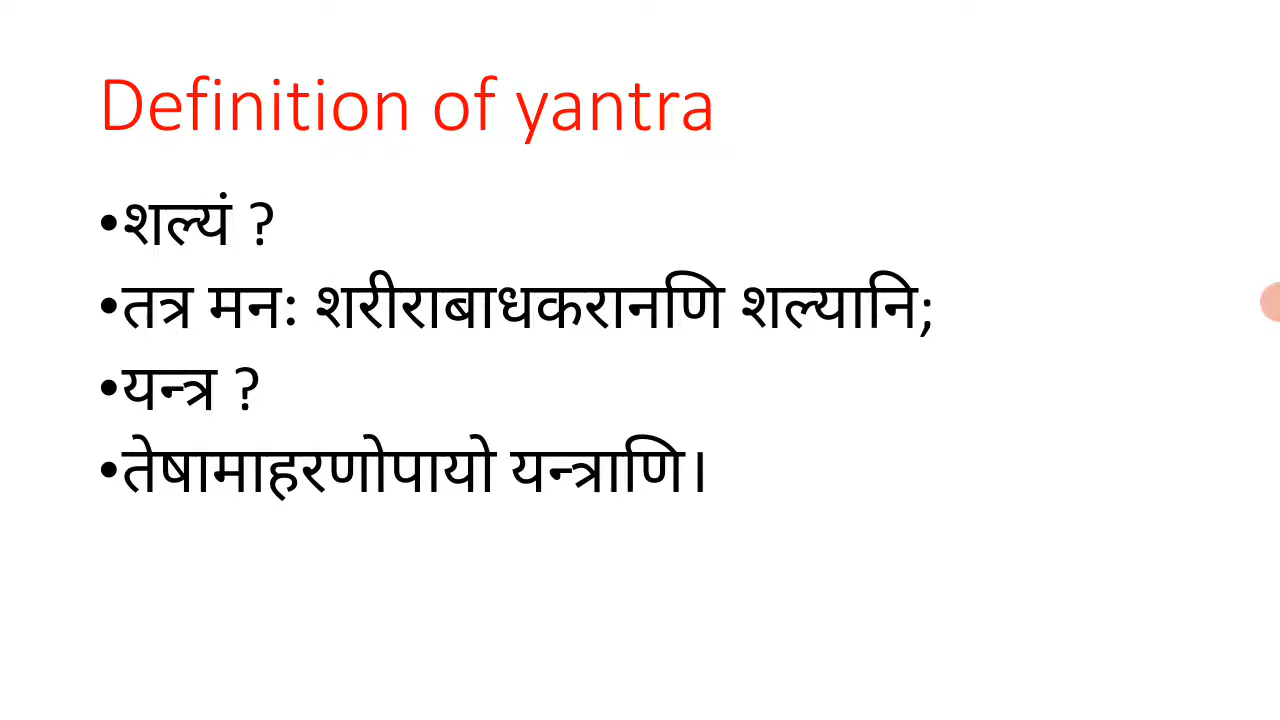 Definition of yantra
•शल्यं ?
•तत्र मनः शरीराबाधकरानणि शल्यानि;
•यन्त्र ?
•तेषामाहरणोपायो यन्त्राणि।